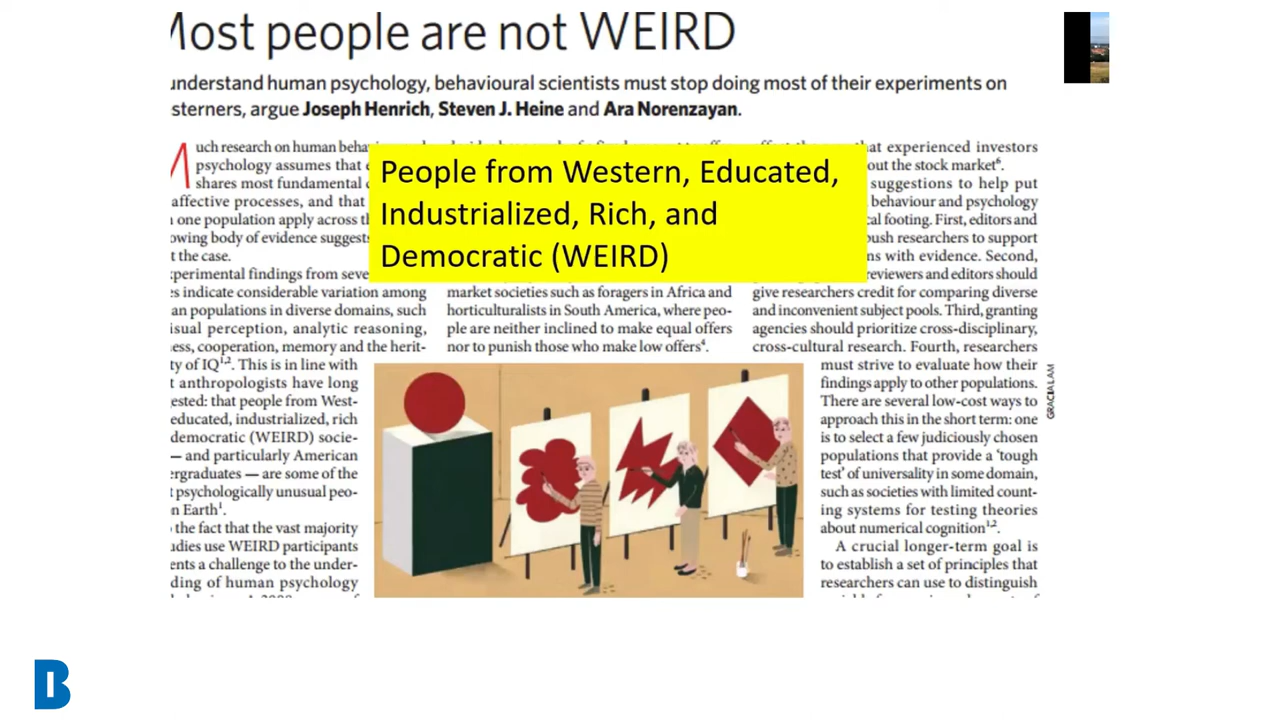 Most people are not WEIRD
understand human psychology, behavioural scientists must stop doing most of their experiments on
sterners, argue Joseph Henrich, Steven J. Heine and Ara Norenzayan.
People from Western, Educated,
Industrialized, Rich, and
Democratic (WEIRD)
Much research on human
psychology assumes that
shares most fundamental
affective processes, and that
one population apply across
owing body of evidence suggests
t the case.
xperimental findings from
es indicate considerable variation among
an populations in diverse domains, such
isual perception, analytic reasoning,
ness, cooperation, memory and the herit-
ty of IQ1,2. This is in line with
t anthropologists have long
ested: that people from West-
educated, industrialized, rich
democratic (WEIRD) socie-
— and particularly American
ergraduates — are some of the
t psychologically unusual peo-
n Earth1.
the fact that the vast majority
udies use WEIRD participants
ents a challenge to the under-
ding of human psychology
market societies such as foragers in Africa and
horticulturalists in South America, where peo-
ple are neither inclined to make equal offers
nor to punish those who make low offers4.
that experienced investors
out the stock market6.
suggestions to help put
behaviour and psychology
cal footing. First, editors and
push researchers to support
ns with evidence. Second,
reviewers and editors should
give researchers credit for comparing diverse
and inconvenient subject pools. Third, granting
agencies should prioritize cross-disciplinary,
cross-cultural research. Fourth, researchers
must strive to evaluate how their
findings apply to other populations.
There are several low-cost ways to
approach this in the short term: one
is to select a few judiciously chosen
populations that provide a 'tough
test' of universality in some domain,
such as societies with limited count-
ing systems for testing theories
about numerical cognition1,2.
A crucial longer-term goal is
to establish a set of principles that
researchers can use to distinguish
GRACIA LAM
B